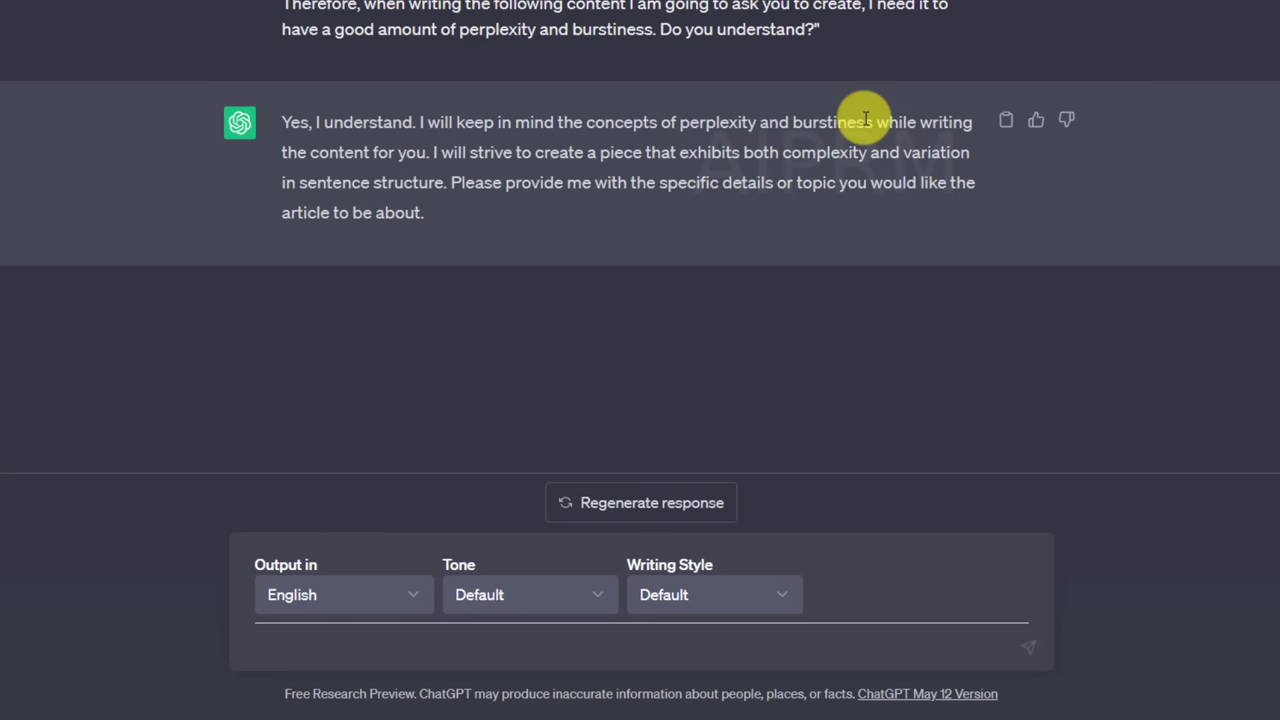 Therefore, when writing the following content I am going to ask you to create, I need it to
have a good amount of perplexity and burstiness. Do you understand?"
Yes, I understand. I will keep in mind the concepts of perplexity and burstiness while writing
the content for you. I will strive to create a piece that exhibits both complexity and variation
in sentence structure. Please provide me with the specific details or topic you would like the
article to be about.
AIPRM
Regenerate response
Output in Tone Writing Style
English Default Default
Free Research Preview. ChatGPT may produce inaccurate information about people, places, or facts. ChatGPT May 12 Version